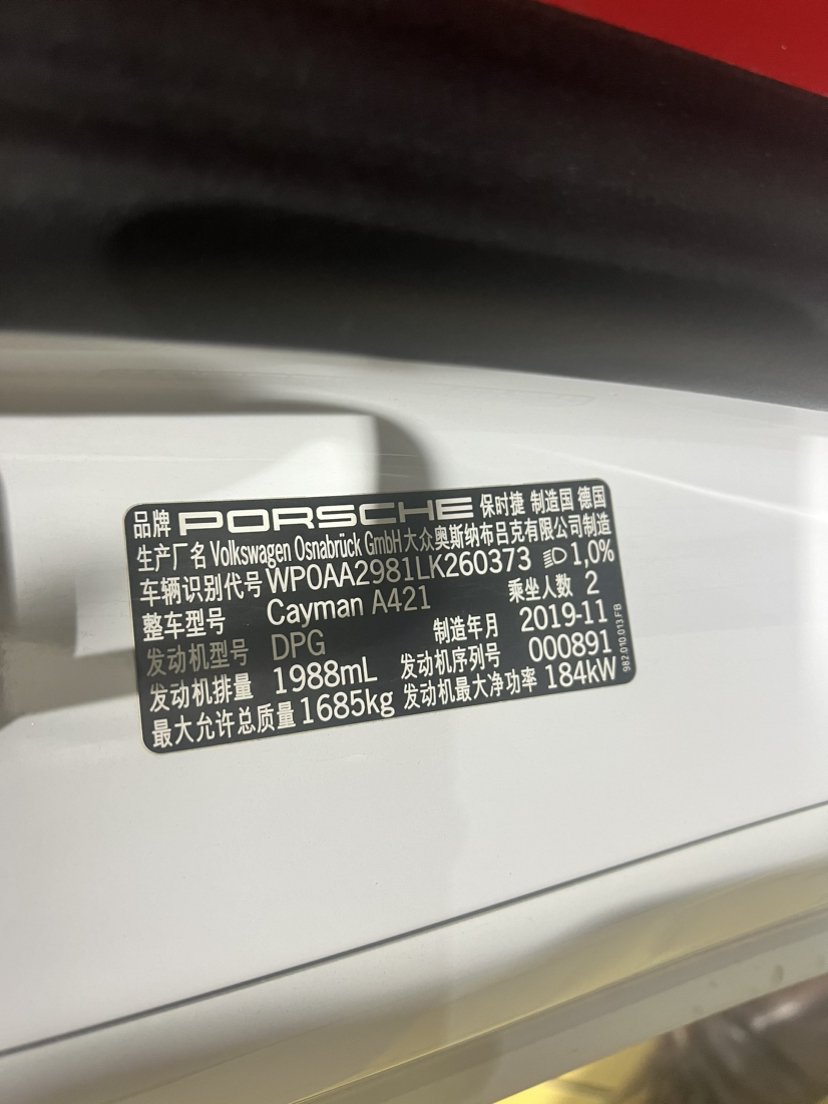 品牌 PORSCHE 保时捷 制造国 德国
生产厂名 Volkswagen Osnabrück GmbH 大众奥斯纳布吕克有限公司制造
车辆识别代号 WP0AA2981LK260373 1,0%
整车型号 Cayman A421 乘坐人数 2
发动机型号 DPG 制造年月 2019-11
发动机排量 1988mL 发动机序列号 000891
最大允许总质量 1685kg 发动机最大净功率 184kW
982.010.013.FB